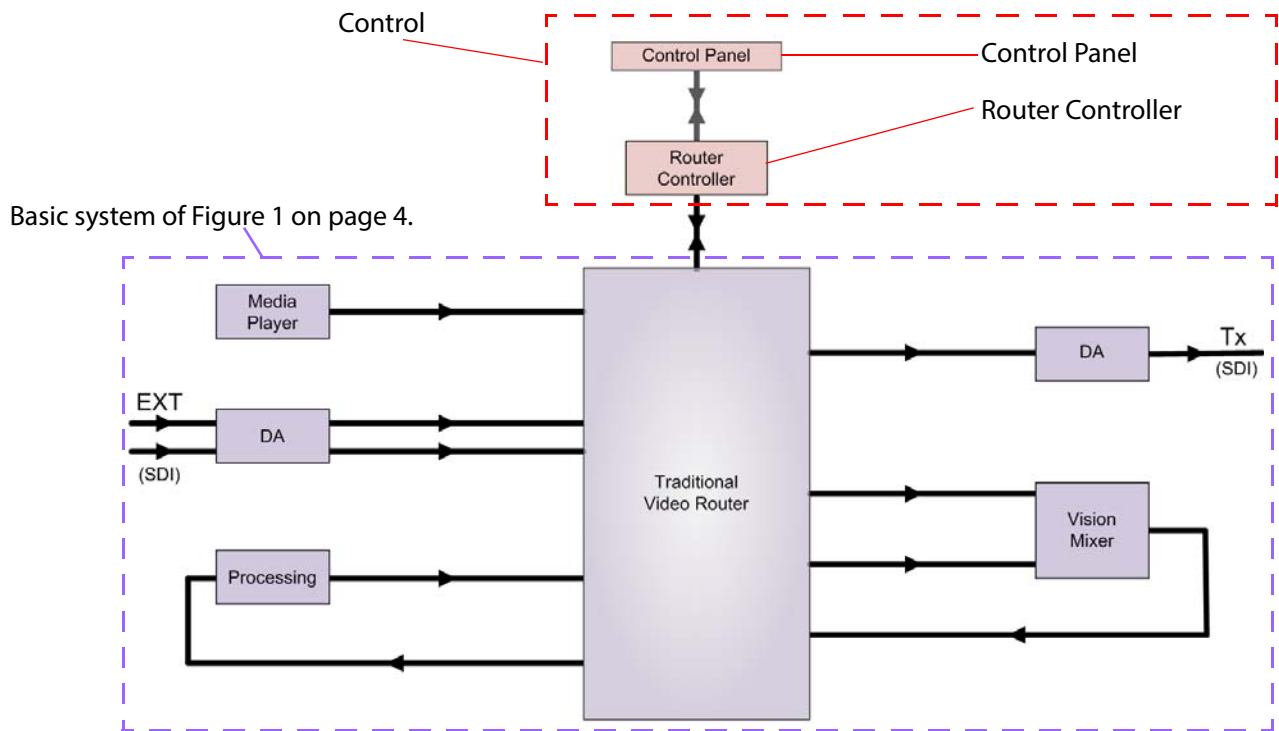 Control
Control Panel
Control Panel
Router Controller
Router
Controller
Basic system of Figure 1 on page 4.
Media
Player
DA
Tx
(SDI)
EXT
DA
(SDI)
Traditional
Video Router
Vision
Mixer
Processing